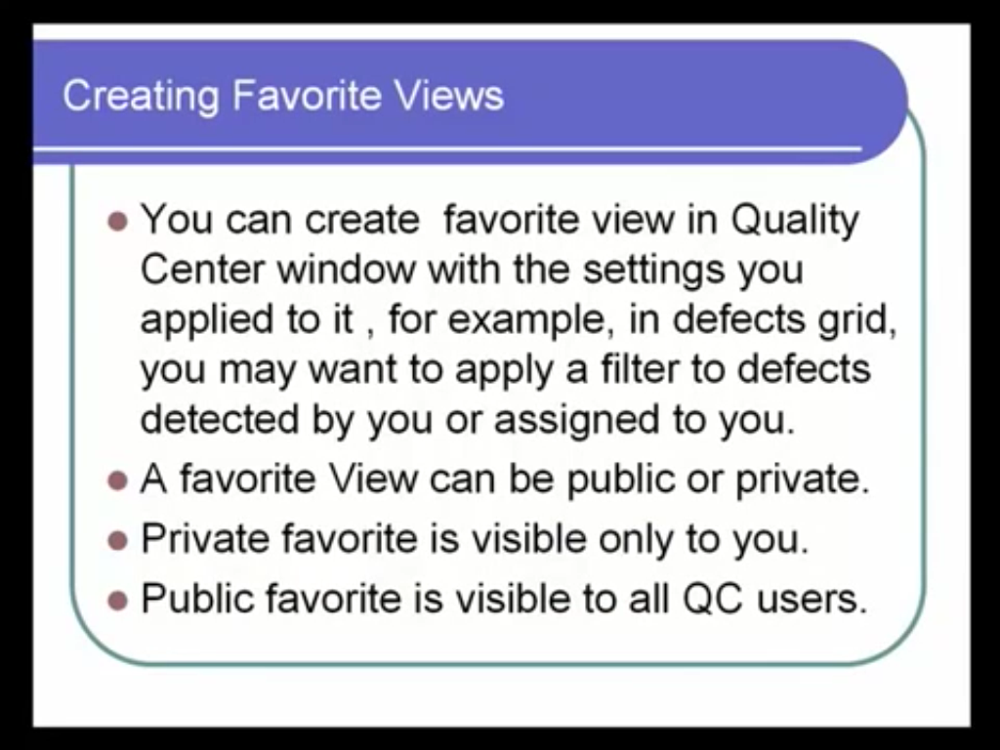 Creating Favorite Views
You can create  favorite view in Quality
Center window with the settings you
applied to it , for example, in defects grid,
you may want to apply a filter to defects
detected by you or assigned to you.
A favorite View can be public or private.
Private favorite is visible only to you.
Public favorite is visible to all QC users.